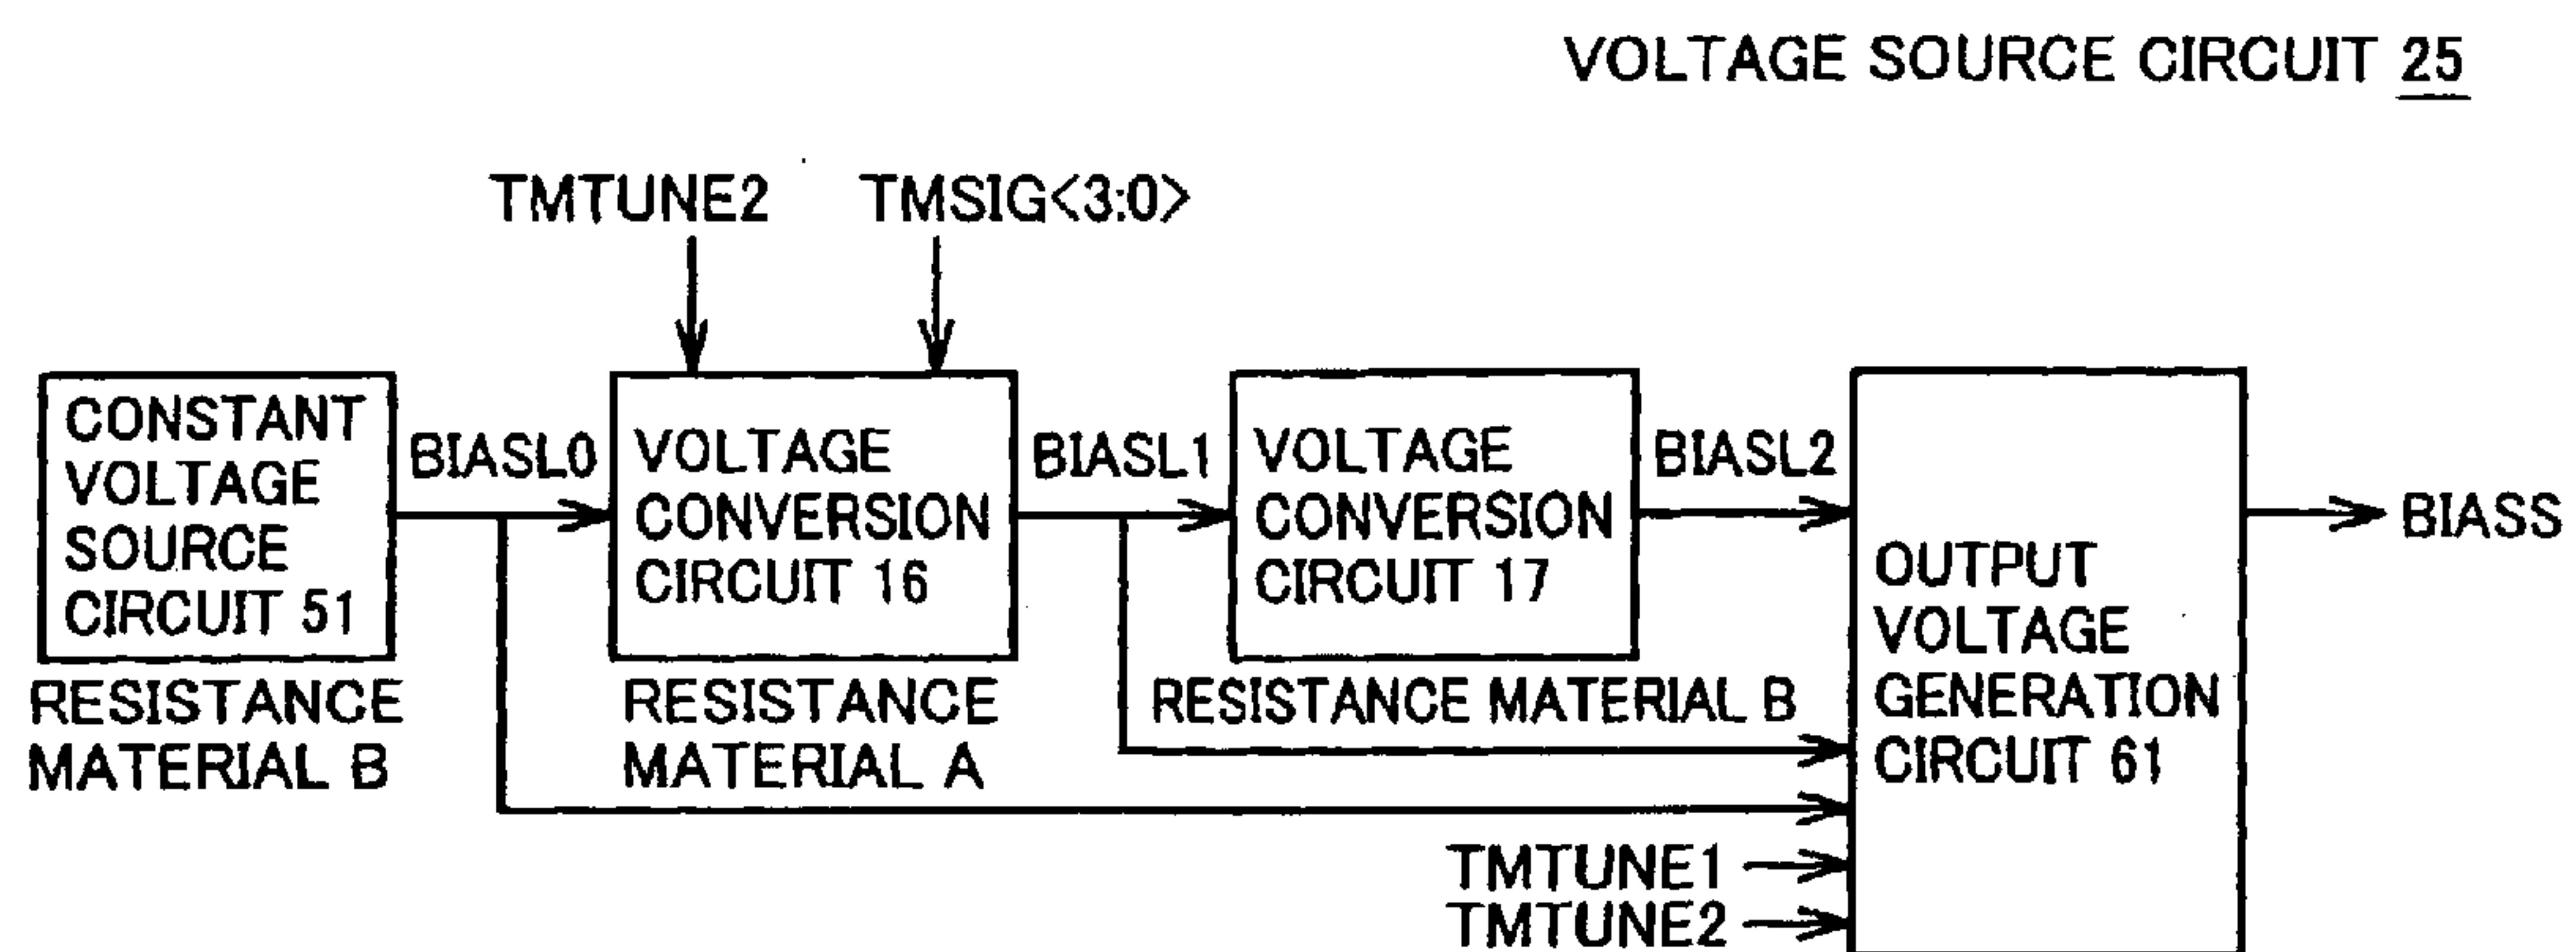 VOLTAGE SOURCE CIRCUIT 25
TMTUNE2
TMSIG<3:0>
CONSTANT
VOLTAGE
SOURCE
CIRCUIT 51
BIASL0
VOLTAGE
CONVERSION
CIRCUIT 16
BIASL1
VOLTAGE
CONVERSION
CIRCUIT 17
BIASL2
OUTPUT
VOLTAGE
GENERATION
CIRCUIT 61
BIASS
RESISTANCE
MATERIAL B
RESISTANCE
MATERIAL A
RESISTANCE MATERIAL B
TMTUNE1
TMTUNE2